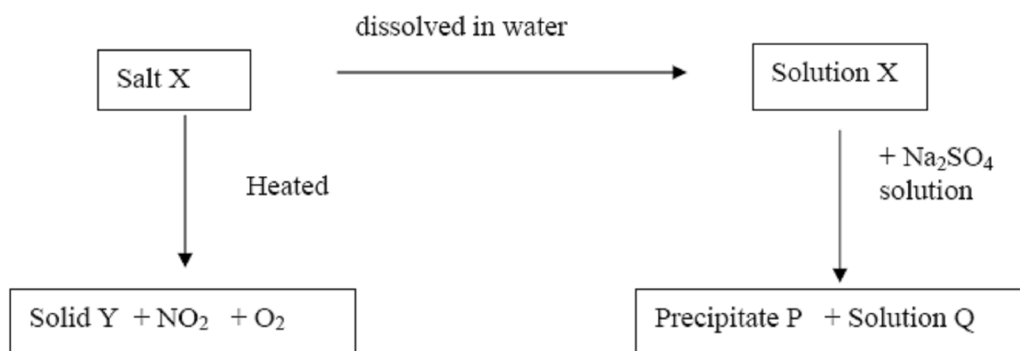 dissolved in water
Salt X
Solution X
+ Na₂SO₄
solution
Heated
Solid Y + NO₂ + O₂
Precipitate P + Solution Q